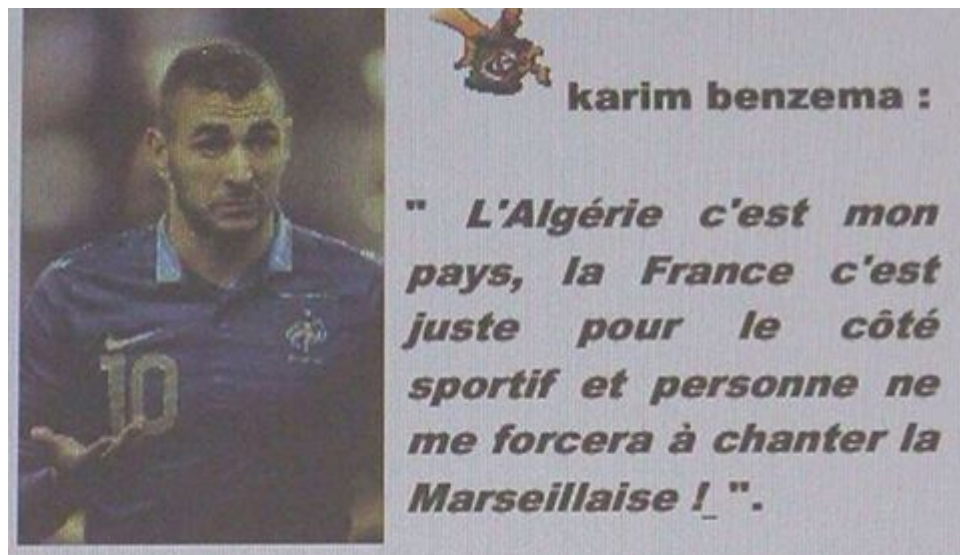 karim benzema :
" L'Algérie c'est mon
pays, la France c'est
juste pour le côté
sportif et personne ne
me forcera à chanter la
Marseillaise !_".
10